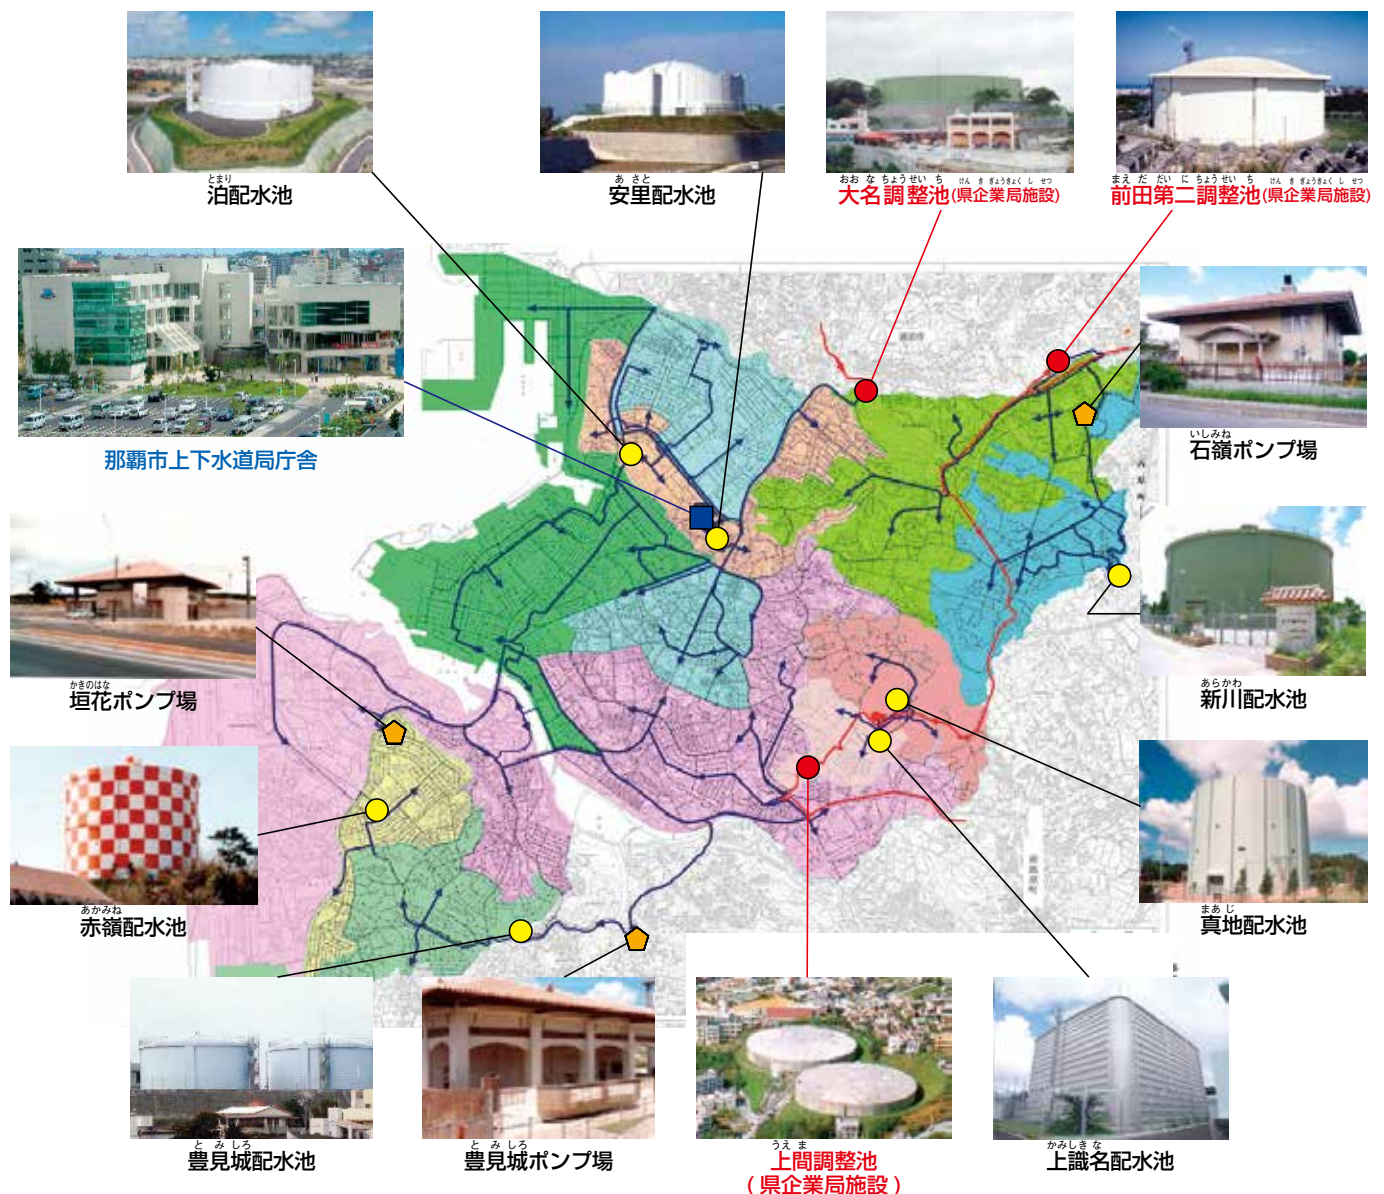 とまり
泊配水池
あさと
安里配水池
おおなちょうせいち けんきぎょうきょくしせつ
大名調整池(県企業局施設)
まえだだいにちょうせいち けんきぎょうきょくしせつ
前田第二調整池(県企業局施設)
那覇市上下水道局庁舎
いしみね
石嶺ポンプ場
かきのはな
垣花ポンプ場
あらかわ
新川配水池
あかみね
赤嶺配水池
まあじ
真地配水池
とみしろ
豊見城配水池
とみしろ
豊見城ポンプ場
うえま
上間調整池
(県企業局施設)
かみしきな
上識名配水池